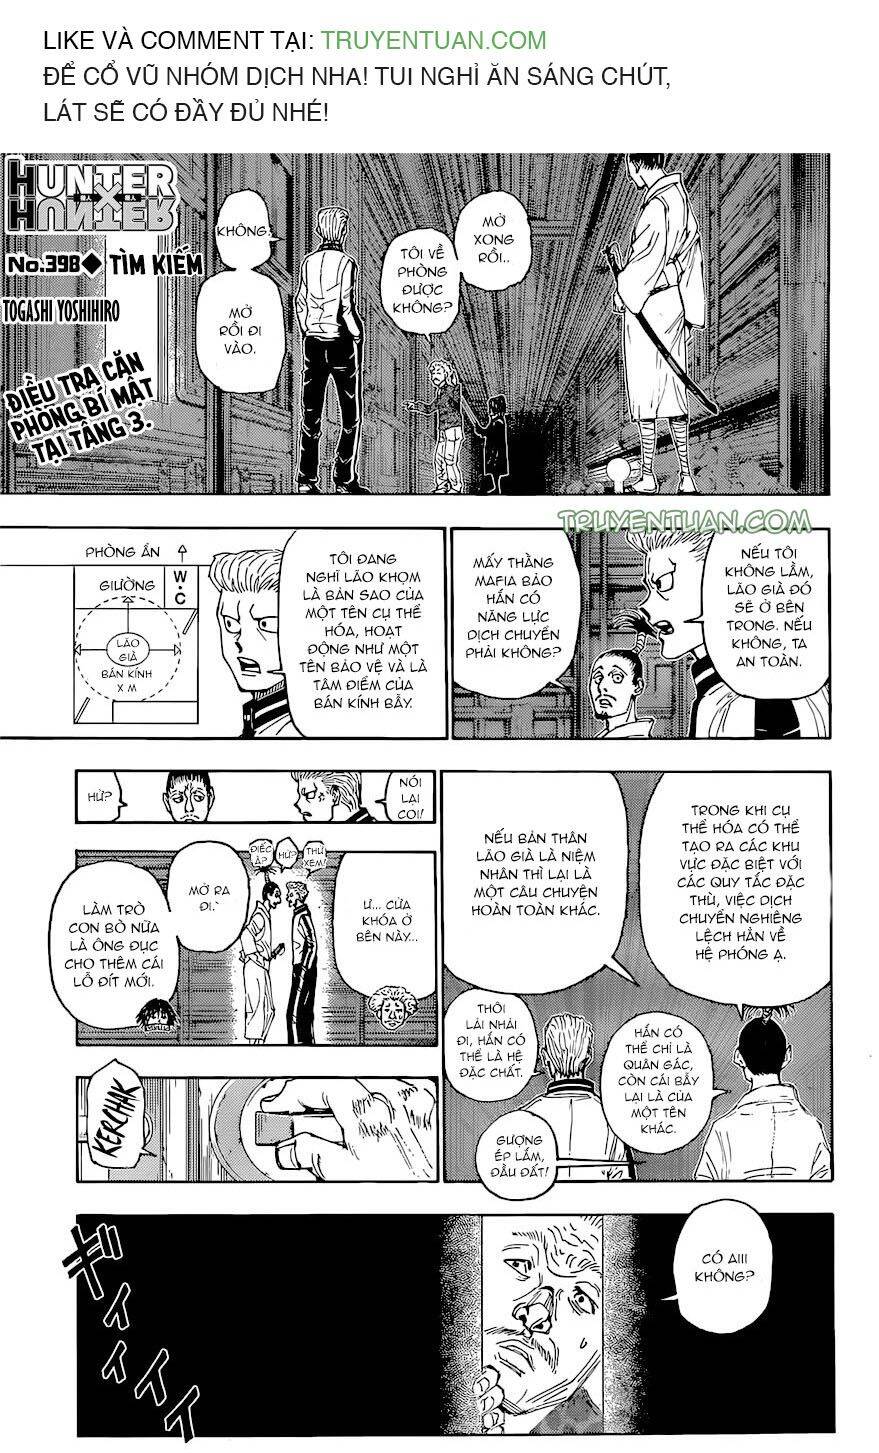 LIKE VÀ COMMENT TẠI: TRUYENTUAN.COM
ĐỂ CỔ VŨ NHÓM DỊCH NHA! TUI NGHỈ ĂN SÁNG CHÚT,
LÁT SẼ CÓ ĐẦY ĐỦ NHÉ!
HUNTER
×
HUNTER
No.398◆ TÌM KIẾM
TOGASHI YOSHIHIRO
ĐIỀU TRA CĂN
PHÒNG BÍ MẬT
TẠI TẦNG 3.
MỞ
XONG
RỒI..
TÔI
VỀ
PHÒNG
ĐƯỢC
KHÔNG?
KHÔNG.
MỞ
RỒI ĐI
VÀO.
TRUYENTUAN.COM
NẾU TÔI
KHÔNG LẦM,
LÃO GIÀ ĐÓ
SẼ Ở BÊN
TRONG. NẾU
KHÔNG, TA
AN TOÀN.
MẤY THẰNG
MAFIA BẢO
HẮN CÓ
NĂNG LỰC
DỊCH CHUYỂN
PHẢI KHÔNG?
TÔI ĐANG
NGHĨ LÃO KHỌM
LÀ BẢN SAO CỦA
MỘT TÊN CỤ THỂ
HÓA, HOẠT
ĐỘNG NHƯ MỘT
TÊN BẢO VỆ VÀ LÀ
TÂM ĐIỂM CỦA
BÁN KÍNH BẪY.
PHÒNG ẨN
GIƯỜNG
W.C
LÃO
GIÀ
BÁN KÍNH
X M
TRONG KHI CỤ
THỂ HÓA CÓ THỂ
TẠO RA CÁC KHU
VỰC ĐẶC BIỆT VỚI
CÁC QUY TẮC ĐẶC
THÙ, VIỆC DỊCH
CHUYỂN NGHIÊNG
LỆCH HẲN VỀ
HỆ PHÓNG Ạ.
NẾU BẢN THÂN
LÃO GIÀ LÀ NIỆM
NHÂN THÌ LẠI LÀ
MỘT CÂU CHUYỆN
HOÀN TOÀN KHÁC.
HẮN CÓ
THỂ CHỈ LÀ
QUÂN GÁC,
CÒN CÁI BẪY
LẠI LÀ CỦA
MỘT TÊN
KHÁC.
THÔI
LẢI NHẢI
ĐI, HẮN CÓ
THỂ LÀ HỆ
ĐẶC CHẤT.
GƯỢNG
ÉP LẮM,
ĐẦU ĐẤT!
NÓI
LẠI
COI!
HỬ?
Ư... CỬA
KHÓA Ở
BÊN NÀY..
THỬ
XEM!
HỬ?
ĐIẾC
À?
MỞ RA
ĐI.
LÀM TRÒ
CON BÒ NỮA
LÀ ÔNG ĐỤC
CHO THÊM CÁI
LỖ ĐÍT MỚI.
KERCHAK
CÓ AIII
KHÔNG?
ギィィィィ